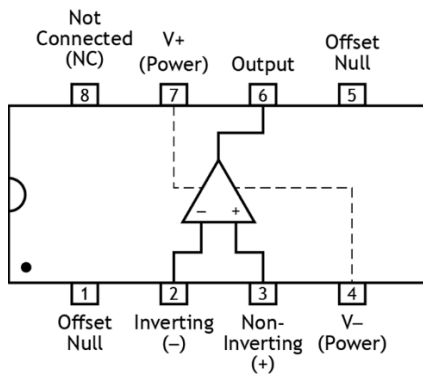 Not
Connected
(NC)
V+
(Power)
Output
Offset
Null
8
7
6
5
– +
1
2
3
4
Offset
Null
Inverting
(–)
Non-
Inverting
(+)
V–
(Power)